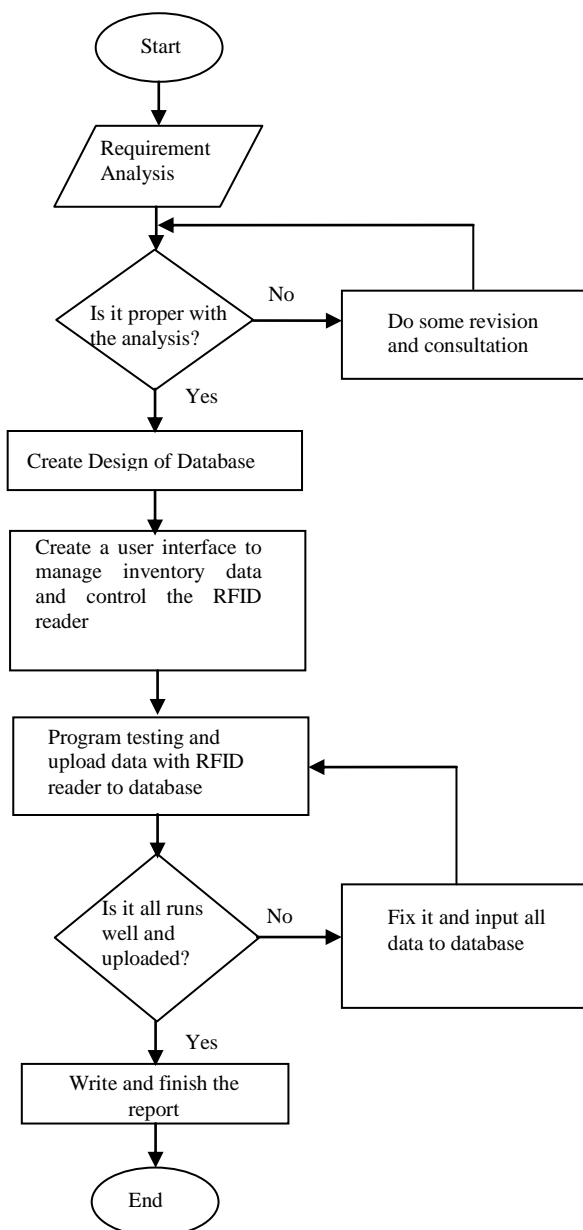 Start
Requirement
Analysis
Is it proper with
the analysis?
No
Do some revision
and consultation
Yes
Create Design of Database
Create a user interface to
manage inventory data
and control the RFID
reader
Program testing and
upload data with RFID
reader to database
Is it all runs
well and
uploaded?
No
Fix it and input all
data to database
Yes
Write and finish the
report
End